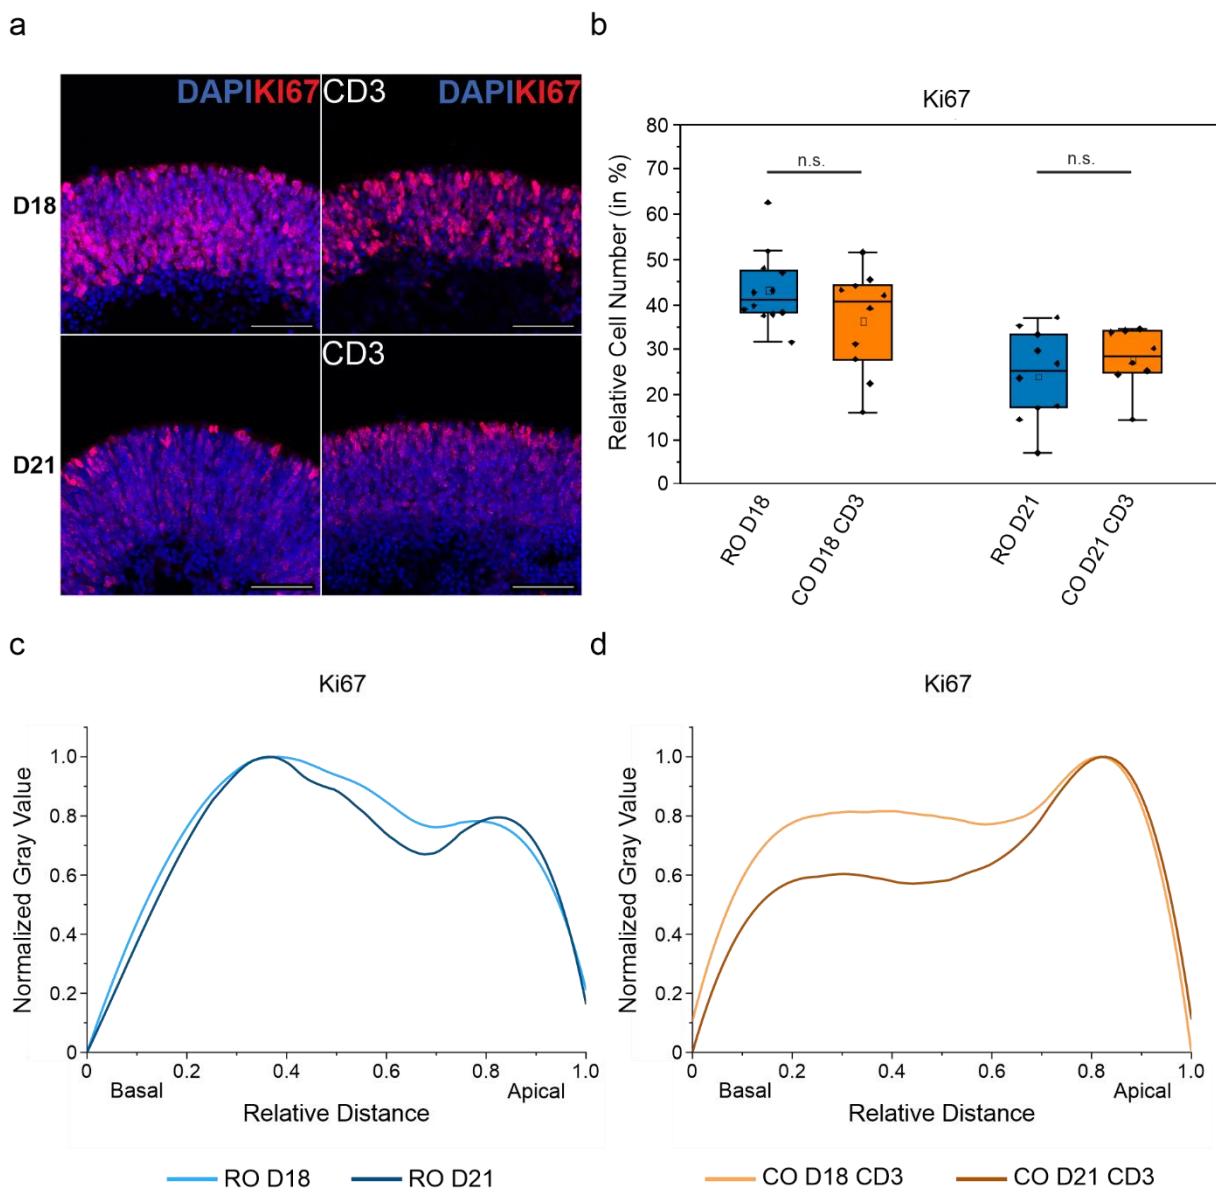 a
b
DAPIKI67
CD3
DAPIKI67
D18
CD3
D21
Ki67
Relative Cell Number (in %)
80
70
60
50
40
30
20
10
0
n.s.
n.s.
RO D18
CO D18 CD3
RO D21
CO D21 CD3
c
d
Ki67
Normalized Gray Value
1.0
0.8
0.6
0.4
0.2
0
0 0.2 0.4 0.6 0.8 1.0
Basal Apical
Relative Distance
RO D18 RO D21
Ki67
Normalized Gray Value
1.0
0.8
0.6
0.4
0.2
0
0 0.2 0.4 0.6 0.8 1.0
Basal Apical
Relative Distance
CO D18 CD3 CO D21 CD3